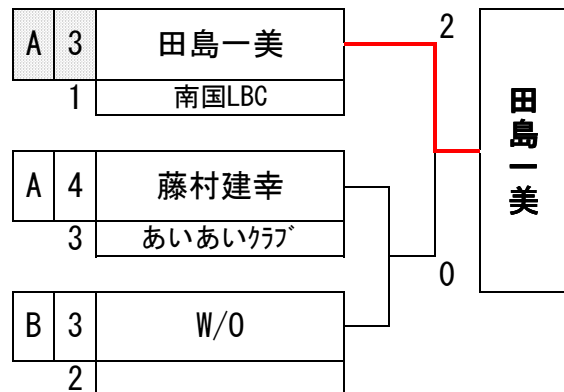 A 3 田島一美 2
1 南国LBC
田島一美
A 4 藤村建幸
3 あいあいｸﾗﾌﾞ
0
B 3 W/O
2